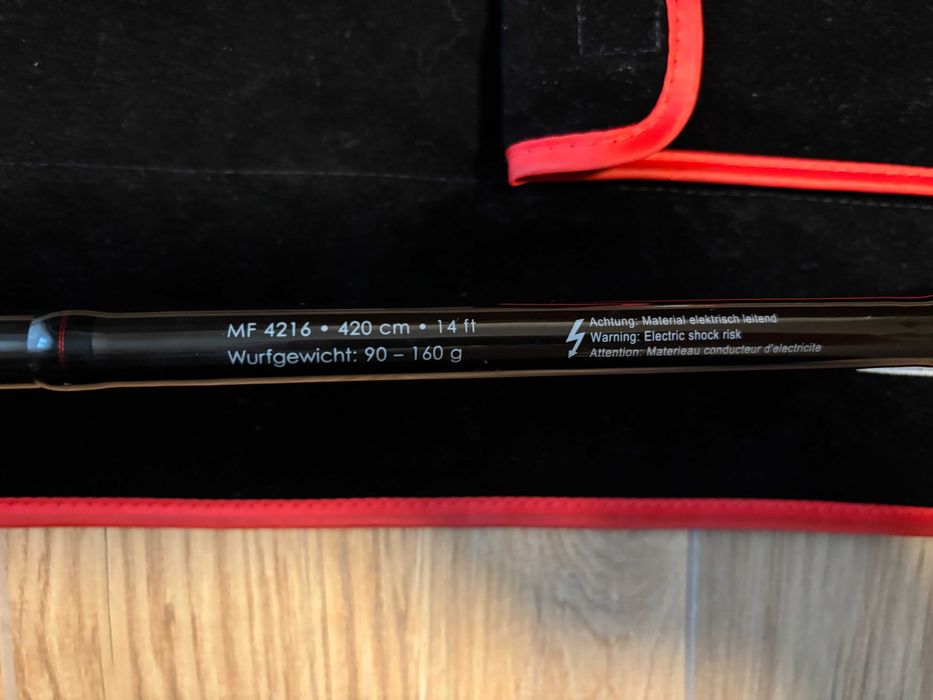 MF 4216 • 420 cm • 14 ft
Wurfgewicht: 90 – 160 g
Achtung: Material elektrisch leitend
Warning: Electric shock risk
Attention: Materieau conducteur d'electricite